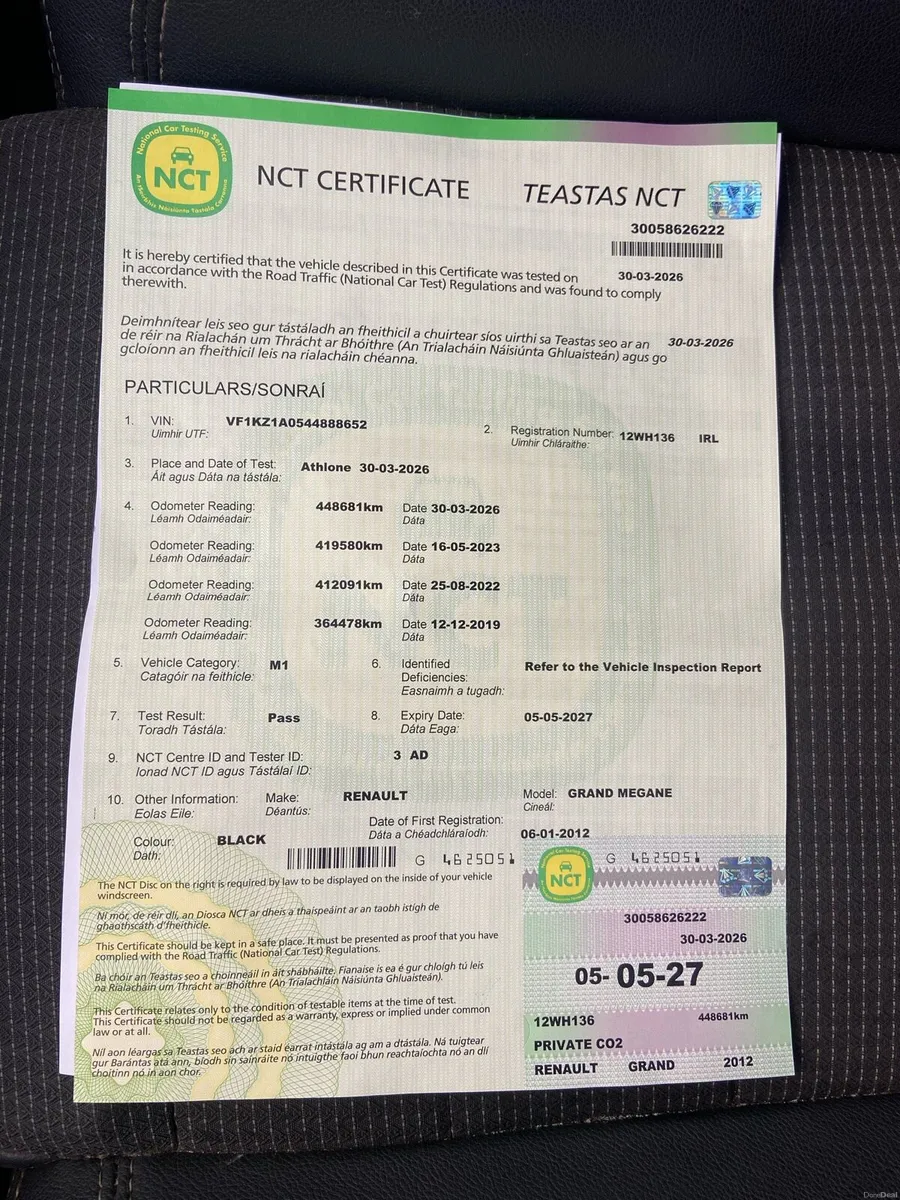 National Car Testing Service
NCT
An tSeirbhís Náisiúnta Tástála Carranna
NCT CERTIFICATE
TEASTAS NCT
30058626222
It is hereby certified that the vehicle described in this Certificate was tested on 30-03-2026
in accordance with the Road Traffic (National Car Test) Regulations and was found to comply
therewith.
Deimhnítear leis seo gur tástáladh an fheithicil a chuirtear síos uirthi sa Teastas seo ar an 30-03-2026
de réir na Rialachán um Thrácht ar Bhóithre (An Trialacháin Náisiúnta Ghluaisteán) agus go
gcloíonn an fheithicil leis na rialacháin chéanna.
PARTICULARS/SONRAÍ
1. VIN: VF1KZ1A0544888652
Uimhir UTF:
2. Registration Number: 12WH136 IRL
Uimhir Chláraithe:
3. Place and Date of Test: Athlone 30-03-2026
Áit agus Dáta na tástála:
4. Odometer Reading: 448681km Date 30-03-2026
Léamh Odaiméadair: Dáta
Odometer Reading: 419580km Date 16-05-2023
Léamh Odaiméadair: Dáta
Odometer Reading: 412091km Date 25-08-2022
Léamh Odaiméadair: Dáta
Odometer Reading: 364478km Date 12-12-2019
Léamh Odaiméadair: Dáta
5. Vehicle Category: M1
Catagóir na feithicle:
6. Identified
Deficiencies: Refer to the Vehicle Inspection Report
Easnaimh a tugadh:
7. Test Result: Pass
Toradh Tástála:
8. Expiry Date: 05-05-2027
Dáta Éaga:
9. NCT Centre ID and Tester ID: 3 AD
Ionad NCT ID agus Tástálaí ID:
10. Other Information:
Eolas Eile:
Make: RENAULT
Déantús:
Model: GRAND MEGANE
Cineál:
Date of First Registration: 06-01-2012
Dáta a Chéadchláraíodh:
Colour: BLACK
Dath:
G 4625051
The NCT Disc on the right is required by law to be displayed on the inside of your vehicle
windscreen.
Ní mór, de réir dlí, an Diosca NCT ar dheis a thaispeáint ar an taobh istigh de
ghaothscáth d'fheithicle.
This Certificate should be kept in a safe place. It must be presented as proof that you have
complied with the Road Traffic (National Car Test) Regulations.
Ba chóir an Teastas seo a choinneáil in áit shábháilte. Fianaise is ea é gur chloígh tú leis
na Rialacháin um Thrácht ar Bhóithre (An Trialacháin Náisiúnta Ghluaisteán).
This Certificate relates only to the condition of testable items at the time of test.
This Certificate should not be regarded as a warranty, express or implied under common
law or at all.
Níl aon léargas sa Teastas seo ach ar staid earraí intástála ag am a dtástála. Ná tuigtear
gur Barántas atá ann, bíodh sin sainráite nó intuigthe faoi bhun reachtaíochta nó an dlí
choitinn nó in aon chor.
NCT
G 4625051
30058626222
30-03-2026
05-05-27
12WH136 448681km
PRIVATE CO2
RENAULT GRAND 2012
DoneDeal